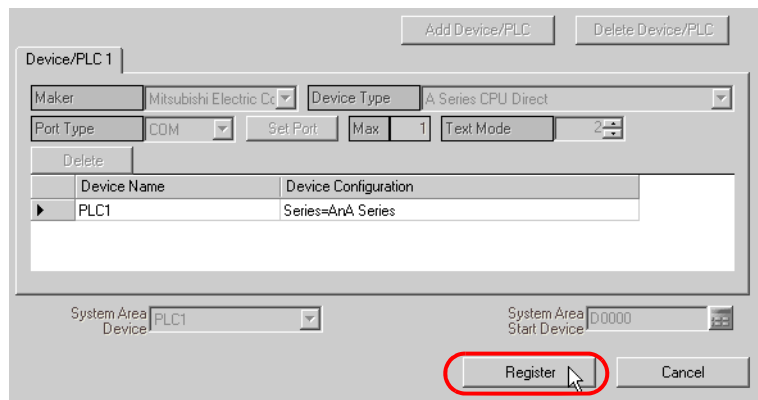 Add Device/PLC Delete Device/PLC
Device/PLC 1
Maker Mitsubishi Electric Co Device Type A Series CPU Direct
Port Type COM Set Port Max 1 Text Mode 2
Delete
Device Name Device Configuration
PLC1 Series=AnA Series
System Area Device PLC1 System Area Start Device D0000
Register Cancel